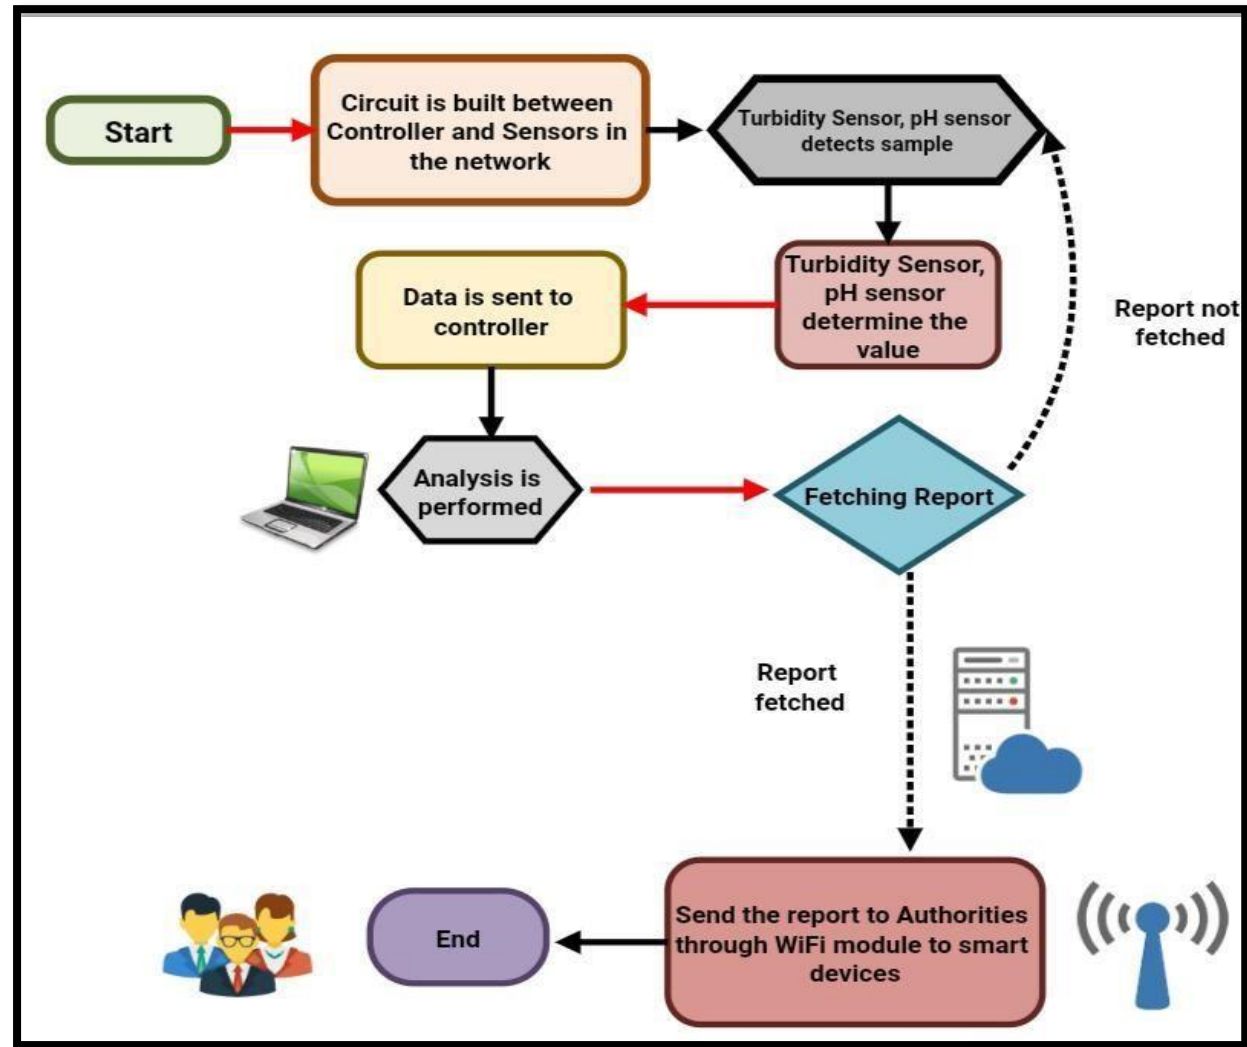 Start
Circuit is built between
Controller and Sensors in
the network
Turbidity Sensor, pH sensor
detects sample
Turbidity Sensor,
pH sensor
determine the
value
Data is sent to
controller
Analysis is
performed
Fetching Report
Report not
fetched
Report
fetched
Send the report to Authorities
through WiFi module to smart
devices
End